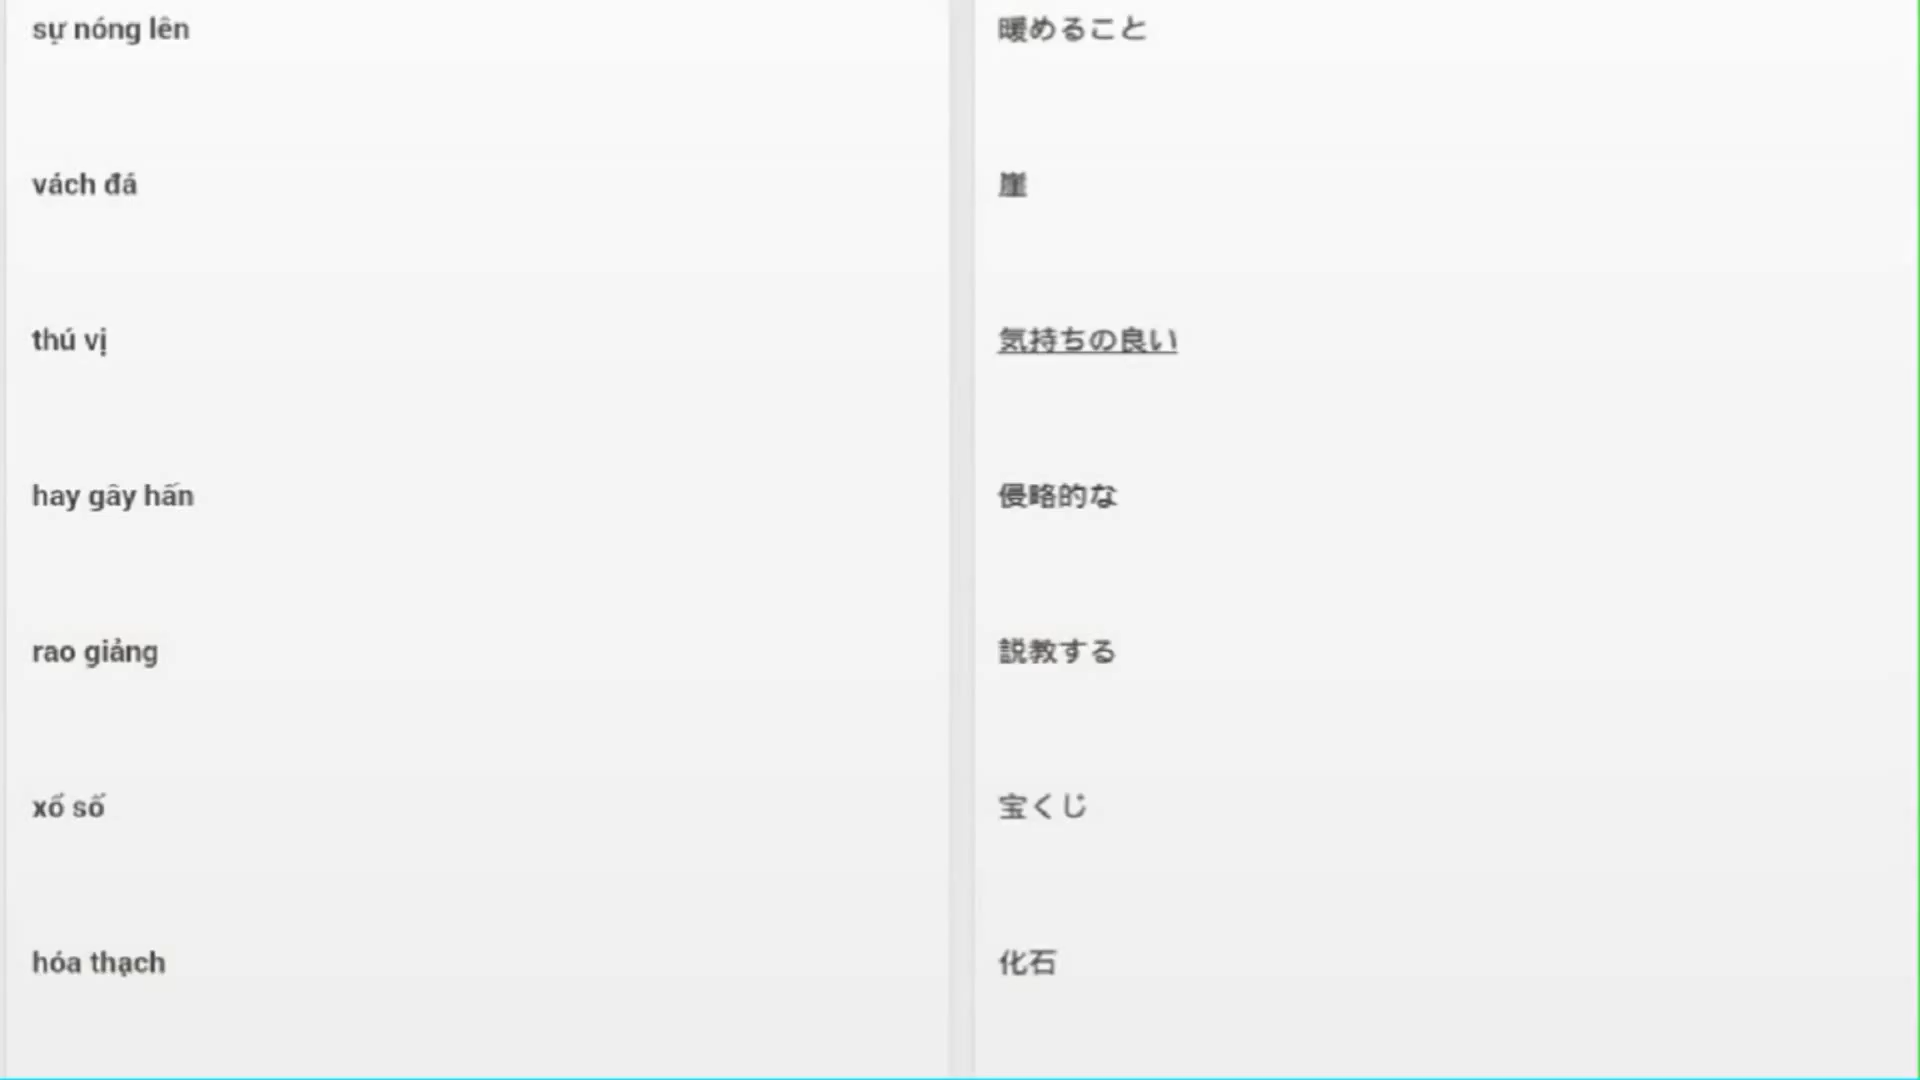 sự nóng lên 暖めること
vách đá 崖
thú vị 気持ちの良い
hay gây hấn 侵略的な
rao giảng 説教する
xổ số 宝くじ
hóa thạch 化石